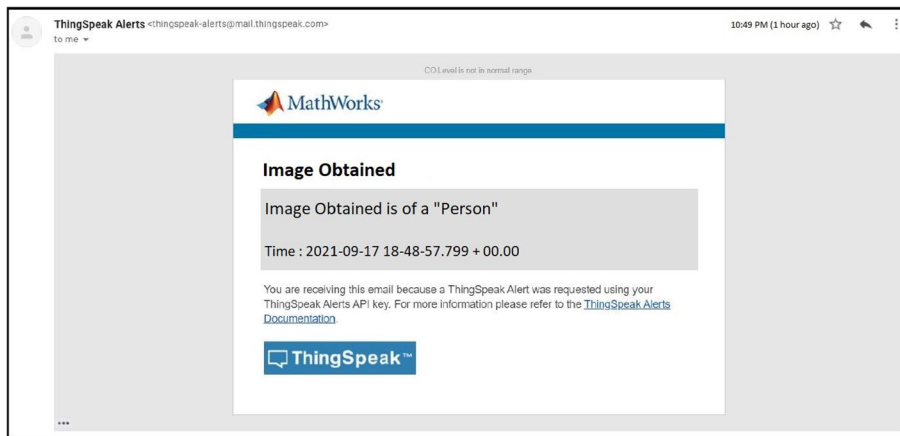 ThingSpeak Alerts <thingspeak-alerts@mail.thingspeak.com>
10:49 PM (1 hour ago)
to me
CO Level is not in normal range
MathWorks®
Image Obtained
Image Obtained is of a "Person"
Time : 2021-09-17 18-48-57.799 + 00.00
You are receiving this email because a ThingSpeak Alert was requested using your
ThingSpeak Alerts API key. For more information please refer to the ThingSpeak Alerts
Documentation.
ThingSpeak™